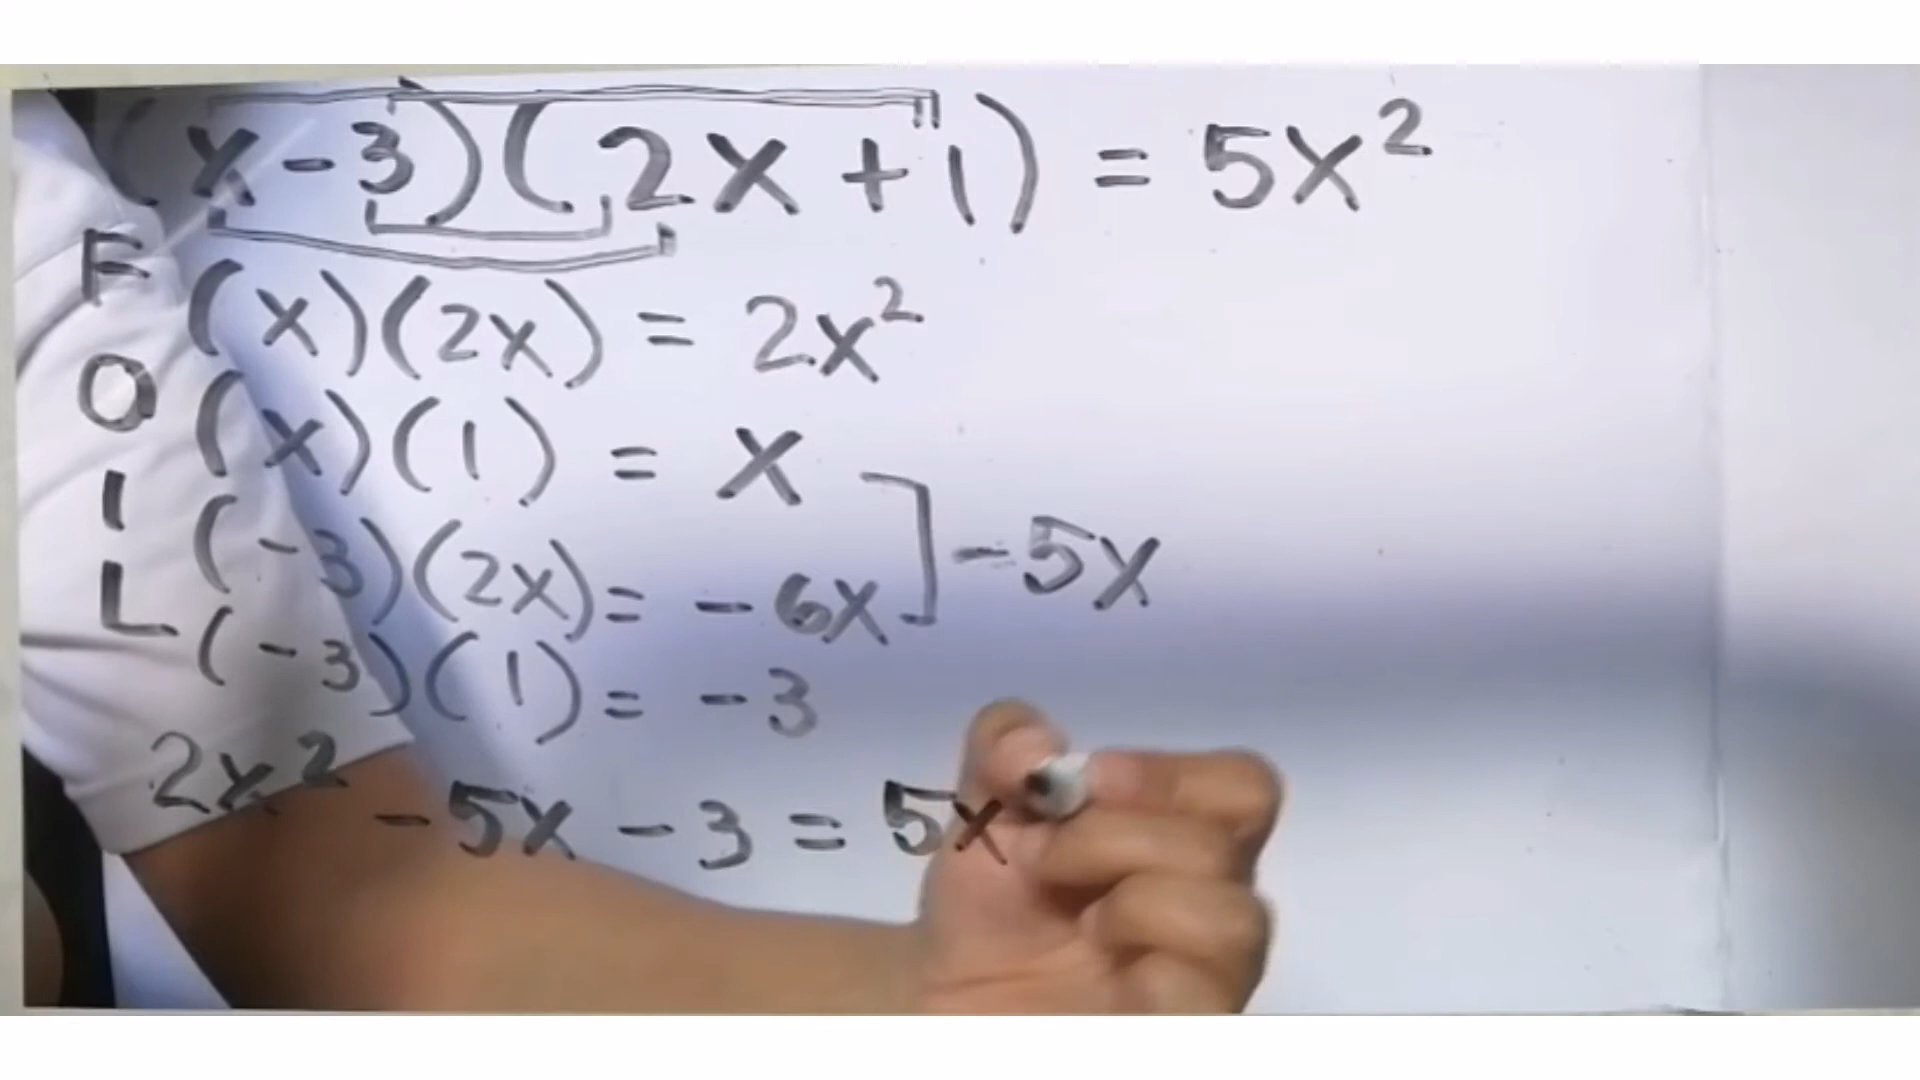 (x-3)(2x+1) = 5x²
F (x)(2x) = 2x²
O (x)(1) = x
I (-3)(2x) = -6x ] -5x
L (-3)(1) = -3
2x² -5x -3 = 5x